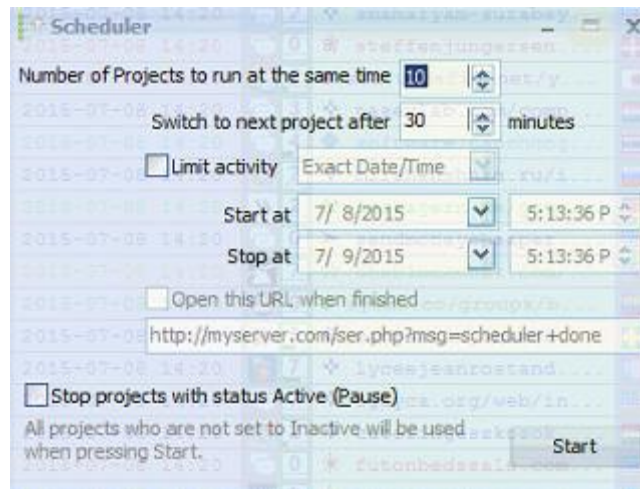 Scheduler
Number of Projects to run at the same time 10
Switch to next project after 30 minutes
Limit activity Exact Date/Time
Start at 7/ 8/2015 5:13:36 P
Stop at 7/ 9/2015 5:13:36 P
Open this URL when finished
http://myserver.com/ser.php?msg=scheduler+done
Stop projects with status Active (Pause)
All projects who are not set to Inactive will be used
when pressing Start.
Start